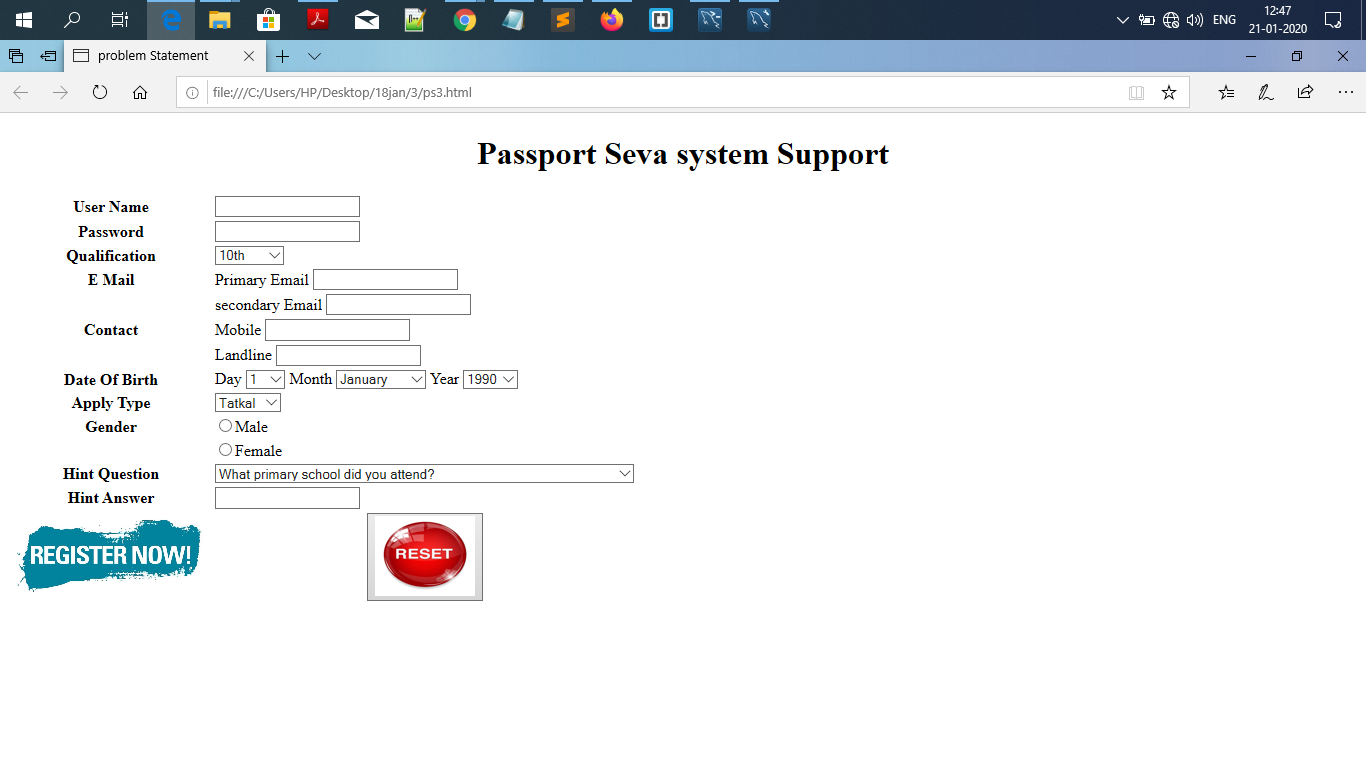 ENG
12:47
21-01-2020
problem Statement
file:///C:/Users/HP/Desktop/18jan/3/ps3.html
Passport Seva system Support
User Name
Password
Qualification 10th
E Mail Primary Email
secondary Email
Contact Mobile
Landline
Date Of Birth Day 1 Month January Year 1990
Apply Type Tatkal
Gender Male
Female
Hint Question What primary school did you attend?
Hint Answer
REGISTER NOW! RESET